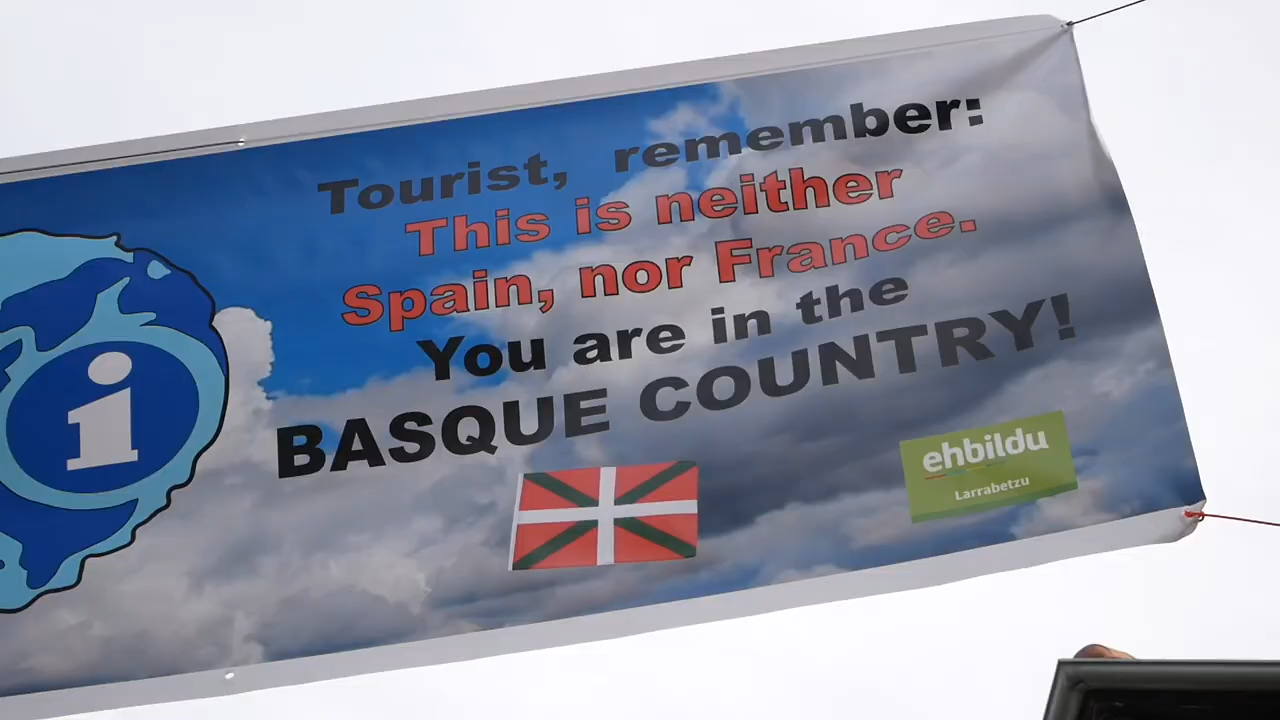 Tourist, remember:
This is neither
Spain, nor France.
You are in the
BASQUE COUNTRY!
i
ehbildu
Larrabetzu